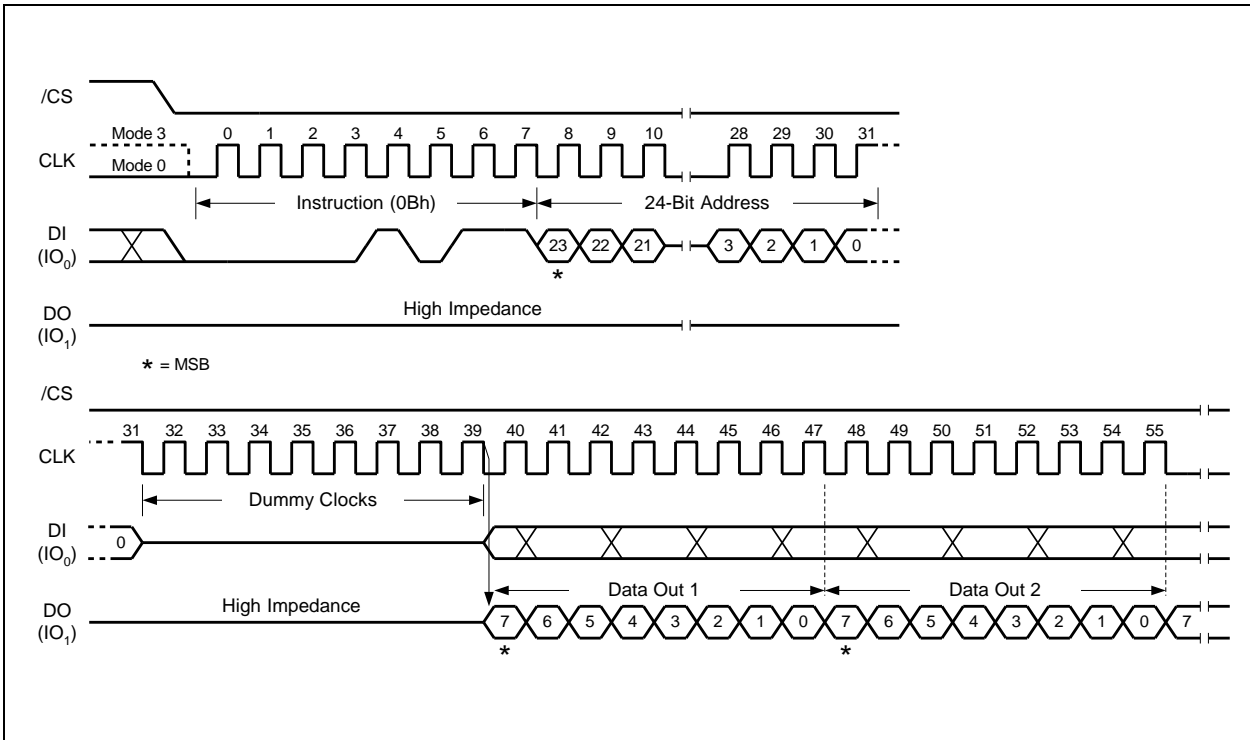 /CS
Mode 3 0 1 2 3 4 5 6 7 8 9 10 28 29 30 31
CLK Mode 0
Instruction (0Bh) 24-Bit Address
DI
(IO0) 23 22 21 3 2 1 0
*
DO High Impedance
(IO1)
* = MSB
/CS
31 32 33 34 35 36 37 38 39 40 41 42 43 44 45 46 47 48 49 50 51 52 53 54 55
CLK
Dummy Clocks
DI
(IO0) 0
Data Out 1 Data Out 2
DO High Impedance
(IO1) 7 6 5 4 3 2 1 0 7 6 5 4 3 2 1 0 7
* *